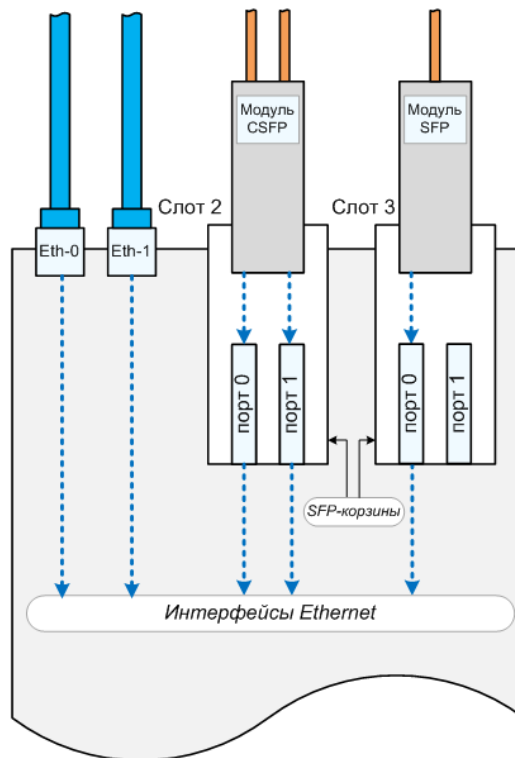 Модуль
CSFP
Модуль
SFP
Слот 2
Слот 3
Eth-0
Eth-1
порт 0
порт 1
порт 0
порт 1
SFP-корзины
Интерфейсы Ethernet